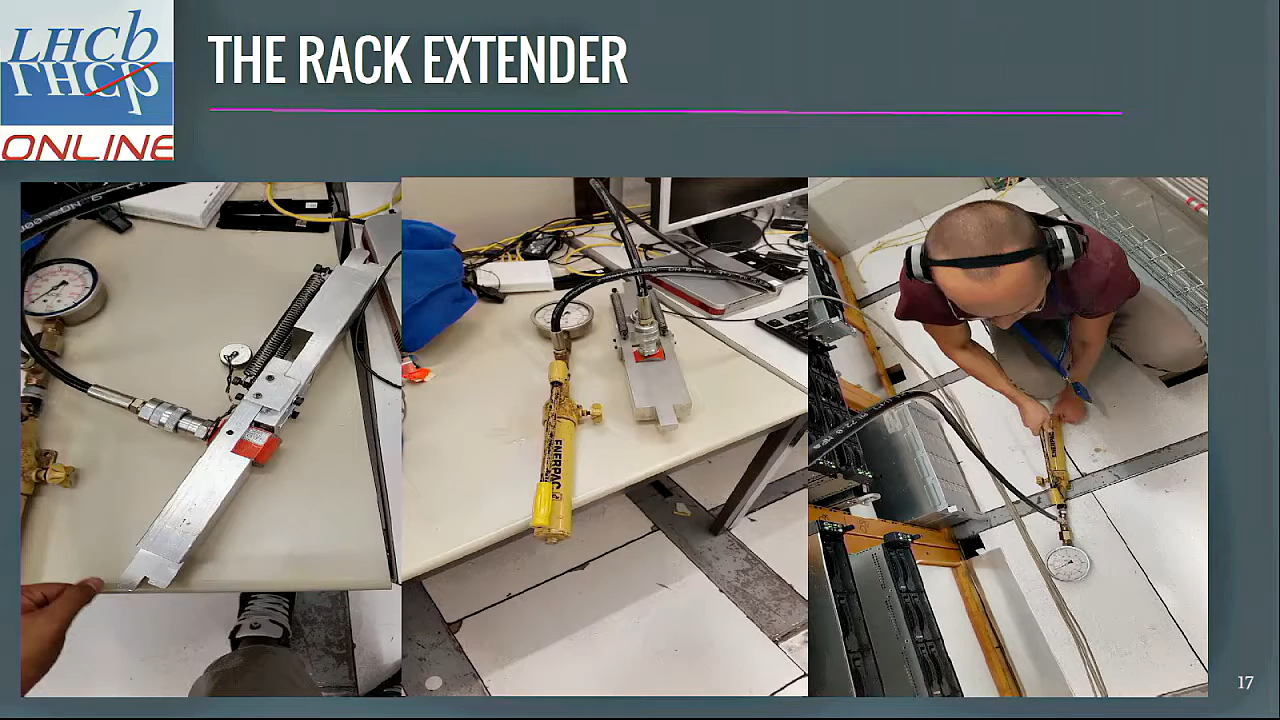 LHCb
LHCb
ONLINE
THE RACK EXTENDER
ENERPAC
17